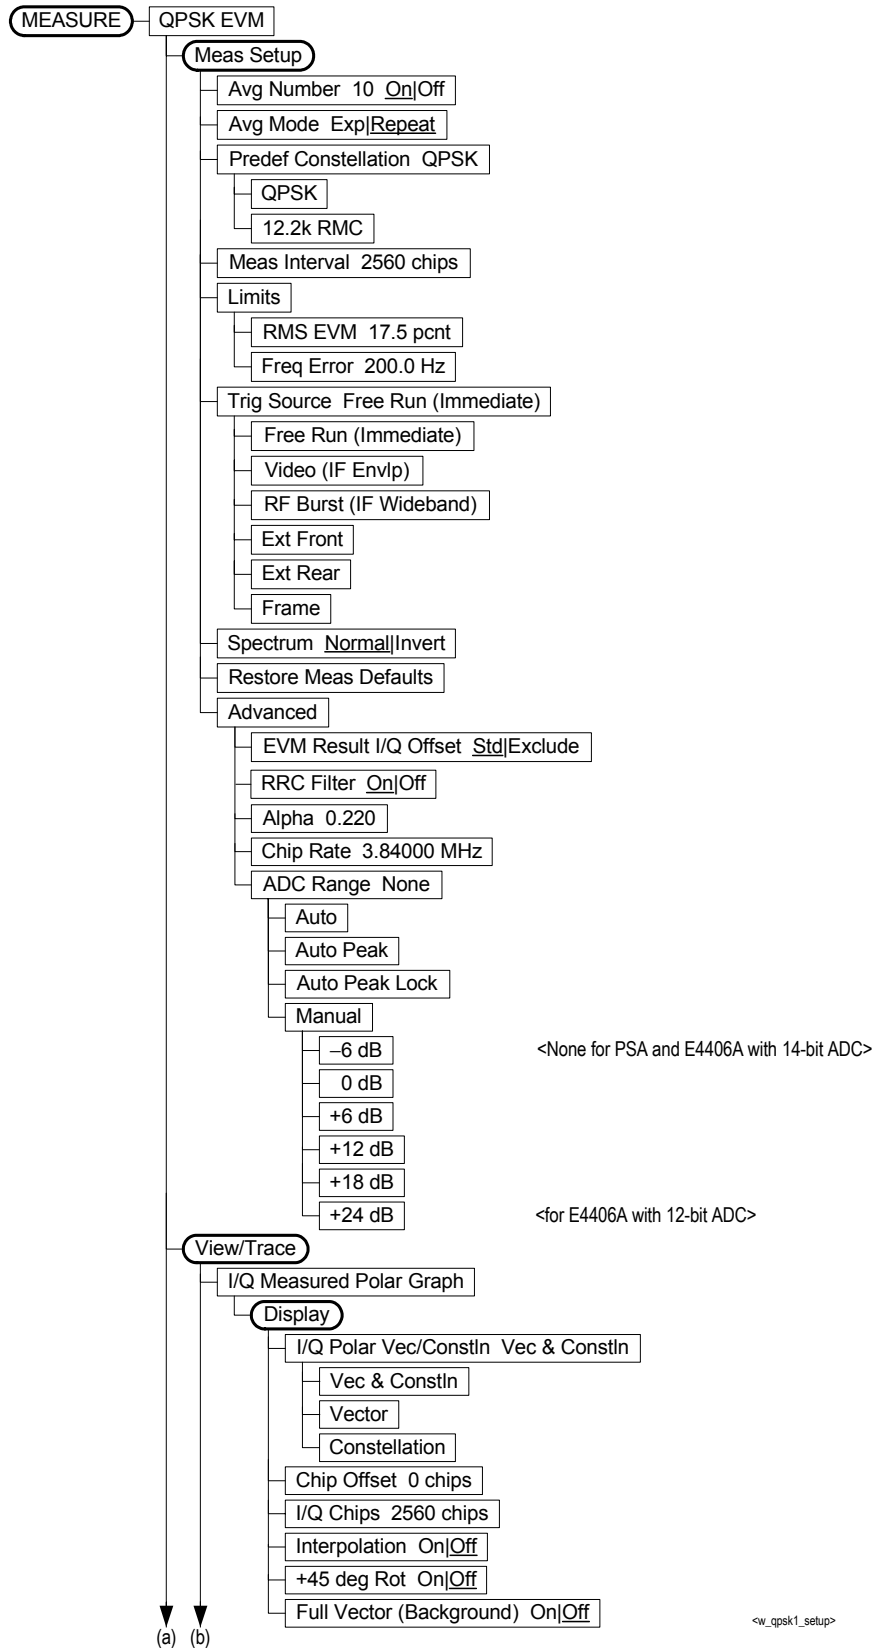 MEASURE QPSK EVM
Meas Setup
Avg Number 10 On|Off
Avg Mode Exp|Repeat
Predef Constellation QPSK
QPSK
12.2k RMC
Meas Interval 2560 chips
Limits
RMS EVM 17.5 pcnt
Freq Error 200.0 Hz
Trig Source Free Run (Immediate)
Free Run (Immediate)
Video (IF Envlp)
RF Burst (IF Wideband)
Ext Front
Ext Rear
Frame
Spectrum Normal|Invert
Restore Meas Defaults
Advanced
EVM Result I/Q Offset Std|Exclude
RRC Filter On|Off
Alpha 0.220
Chip Rate 3.84000 MHz
ADC Range None
Auto
Auto Peak
Auto Peak Lock
Manual
–6 dB <None for PSA and E4406A with 14-bit ADC>
0 dB
+6 dB
+12 dB
+18 dB
+24 dB <for E4406A with 12-bit ADC>
View/Trace
I/Q Measured Polar Graph
Display
I/Q Polar Vec/Constln Vec & Constln
Vec & Constln
Vector
Constellation
Chip Offset 0 chips
I/Q Chips 2560 chips
Interpolation On|Off
+45 deg Rot On|Off
Full Vector (Background) On|Off
<w_qpsk1_setup>
(a) (b)